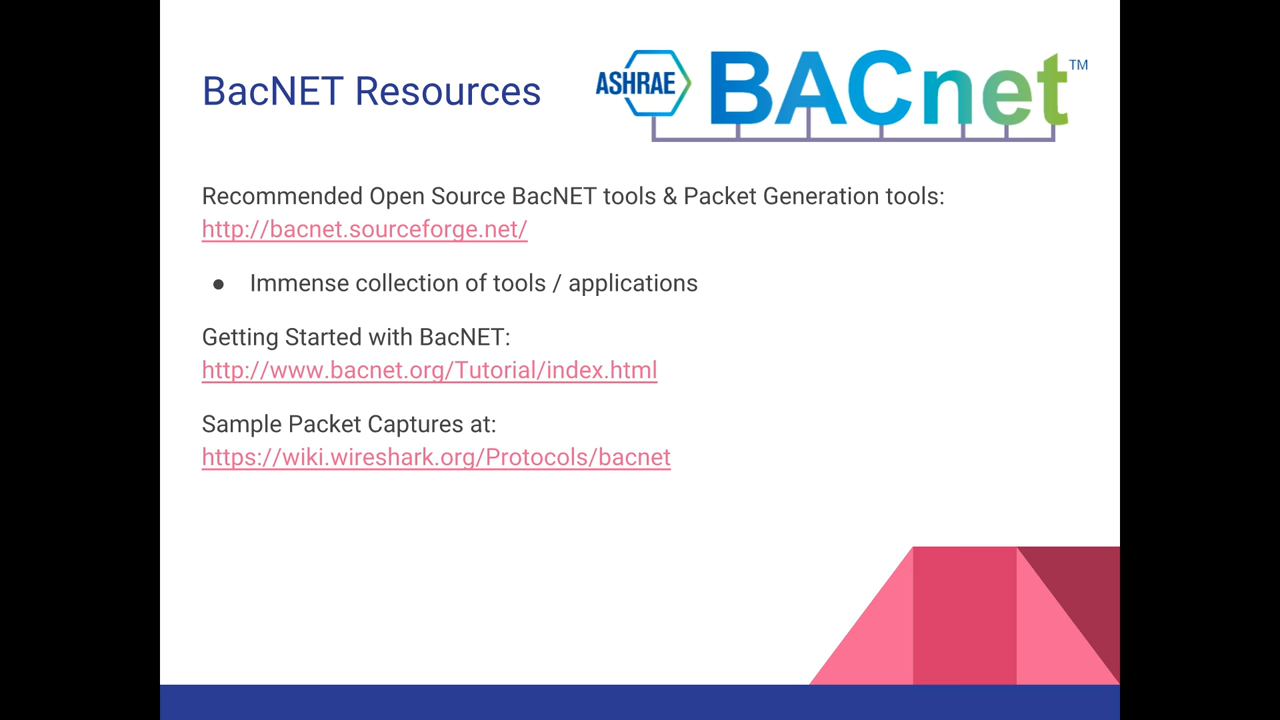 BacNET Resources
ASHRAE BACnet™
Recommended Open Source BacNET tools & Packet Generation tools:
http://bacnet.sourceforge.net/
● Immense collection of tools / applications
Getting Started with BacNET:
http://www.bacnet.org/Tutorial/index.html
Sample Packet Captures at:
https://wiki.wireshark.org/Protocols/bacnet